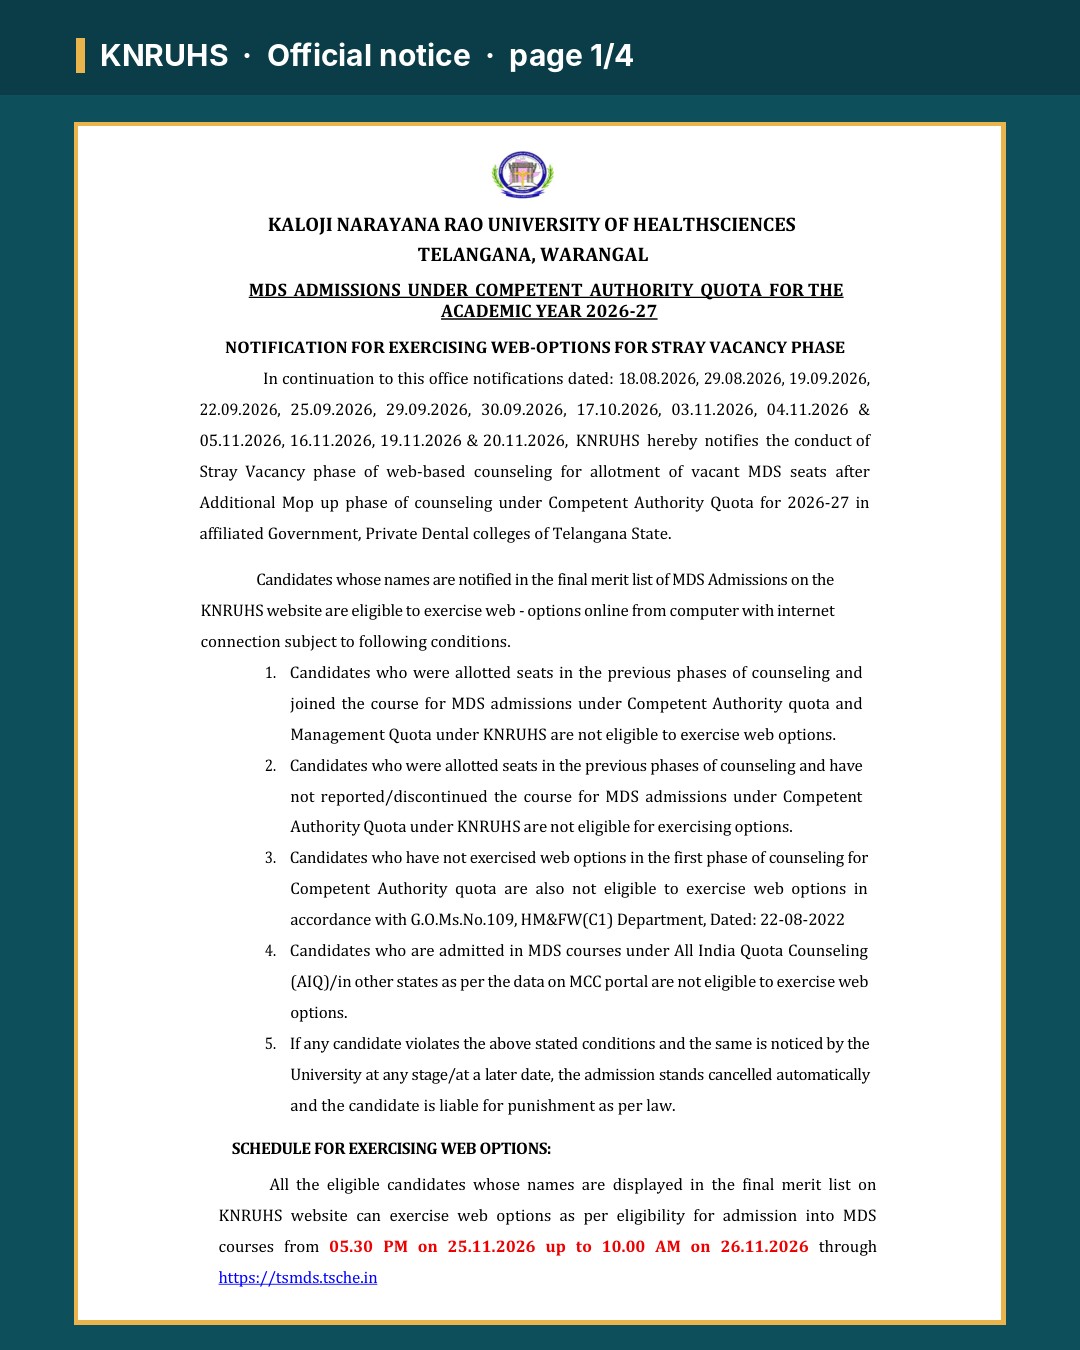 KNRUHS · Official notice · page 1/4
KALOJI NARAYANA RAO UNIVERSITY OF HEALTHSCIENCES
TELANGANA, WARANGAL
MDS ADMISSIONS UNDER COMPETENT AUTHORITY QUOTA FOR THE
ACADEMIC YEAR 2026-27
NOTIFICATION FOR EXERCISING WEB-OPTIONS FOR STRAY VACANCY PHASE
In continuation to this office notifications dated: 18.08.2026, 29.08.2026, 19.09.2026,
22.09.2026, 25.09.2026, 29.09.2026, 30.09.2026, 17.10.2026, 03.11.2026, 04.11.2026 &
05.11.2026, 16.11.2026, 19.11.2026 & 20.11.2026, KNRUHS hereby notifies the conduct of
Stray Vacancy phase of web-based counseling for allotment of vacant MDS seats after
Additional Mop up phase of counseling under Competent Authority Quota for 2026-27 in
affiliated Government, Private Dental colleges of Telangana State.
Candidates whose names are notified in the final merit list of MDS Admissions on the
KNRUHS website are eligible to exercise web - options online from computer with internet
connection subject to following conditions.
1. Candidates who were allotted seats in the previous phases of counseling and
joined the course for MDS admissions under Competent Authority quota and
Management Quota under KNRUHS are not eligible to exercise web options.
2. Candidates who were allotted seats in the previous phases of counseling and have
not reported/discontinued the course for MDS admissions under Competent
Authority Quota under KNRUHS are not eligible for exercising options.
3. Candidates who have not exercised web options in the first phase of counseling for
Competent Authority quota are also not eligible to exercise web options in
accordance with G.O.Ms.No.109, HM&FW(C1) Department, Dated: 22-08-2022
4. Candidates who are admitted in MDS courses under All India Quota Counseling
(AIQ)/in other states as per the data on MCC portal are not eligible to exercise web
options.
5. If any candidate violates the above stated conditions and the same is noticed by the
University at any stage/at a later date, the admission stands cancelled automatically
and the candidate is liable for punishment as per law.
SCHEDULE FOR EXERCISING WEB OPTIONS:
All the eligible candidates whose names are displayed in the final merit list on
KNRUHS website can exercise web options as per eligibility for admission into MDS
courses from 05.30 PM on 25.11.2026 up to 10.00 AM on 26.11.2026 through
https://tsmds.tsche.in